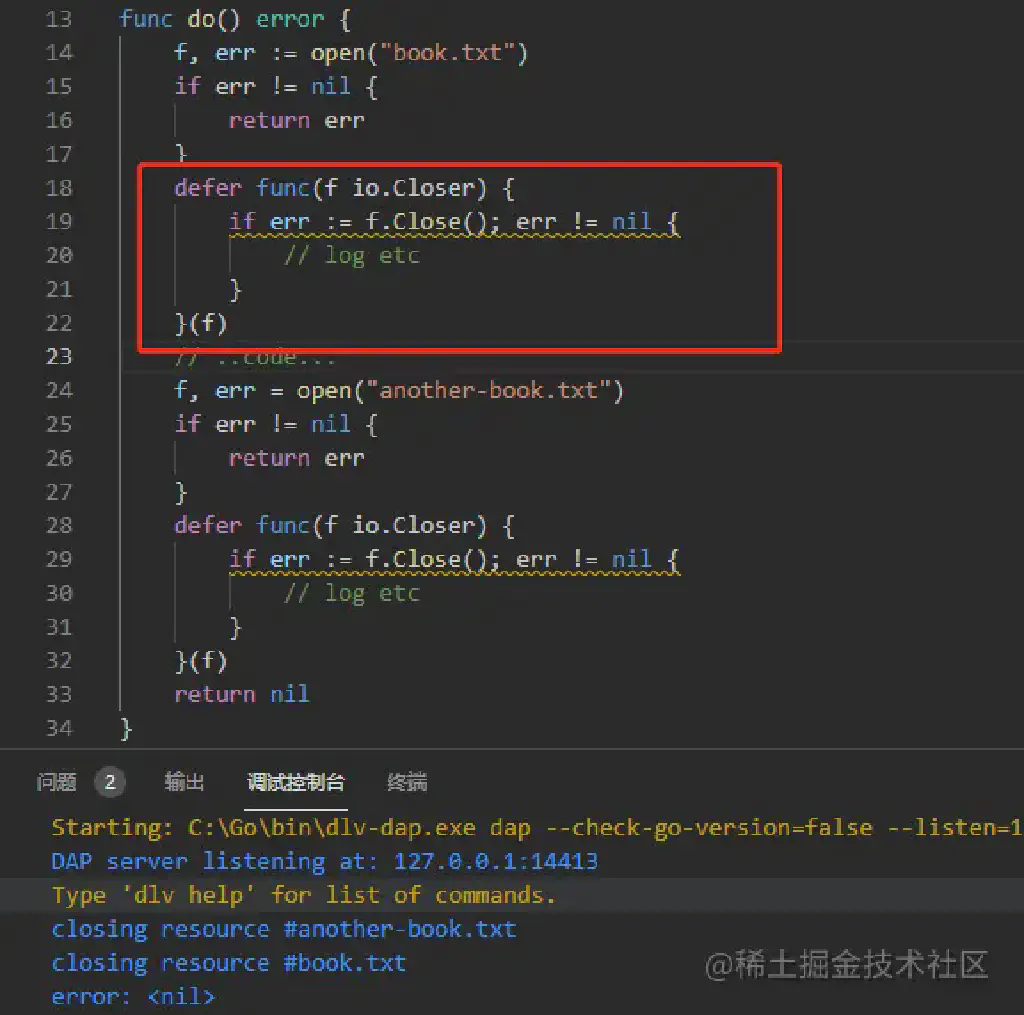 13 func do() error {
14 f, err := open("book.txt")
15 if err != nil {
16 return err
17 }
18 defer func(f io.Closer) {
19 if err := f.Close(); err != nil {
20 // log etc
21 }
22 }(f)
23 // ..code...
24 f, err = open("another-book.txt")
25 if err != nil {
26 return err
27 }
28 defer func(f io.Closer) {
29 if err := f.Close(); err != nil {
30 // log etc
31 }
32 }(f)
33 return nil
34 }
问题 2 输出 调试控制台 终端
Starting: C:\Go\bin\dlv-dap.exe dap --check-go-version=false --listen=1
DAP server listening at: 127.0.0.1:14413
Type 'dlv help' for list of commands.
closing resource #another-book.txt
closing resource #book.txt
error: <nil>
@稀土掘金技术社区